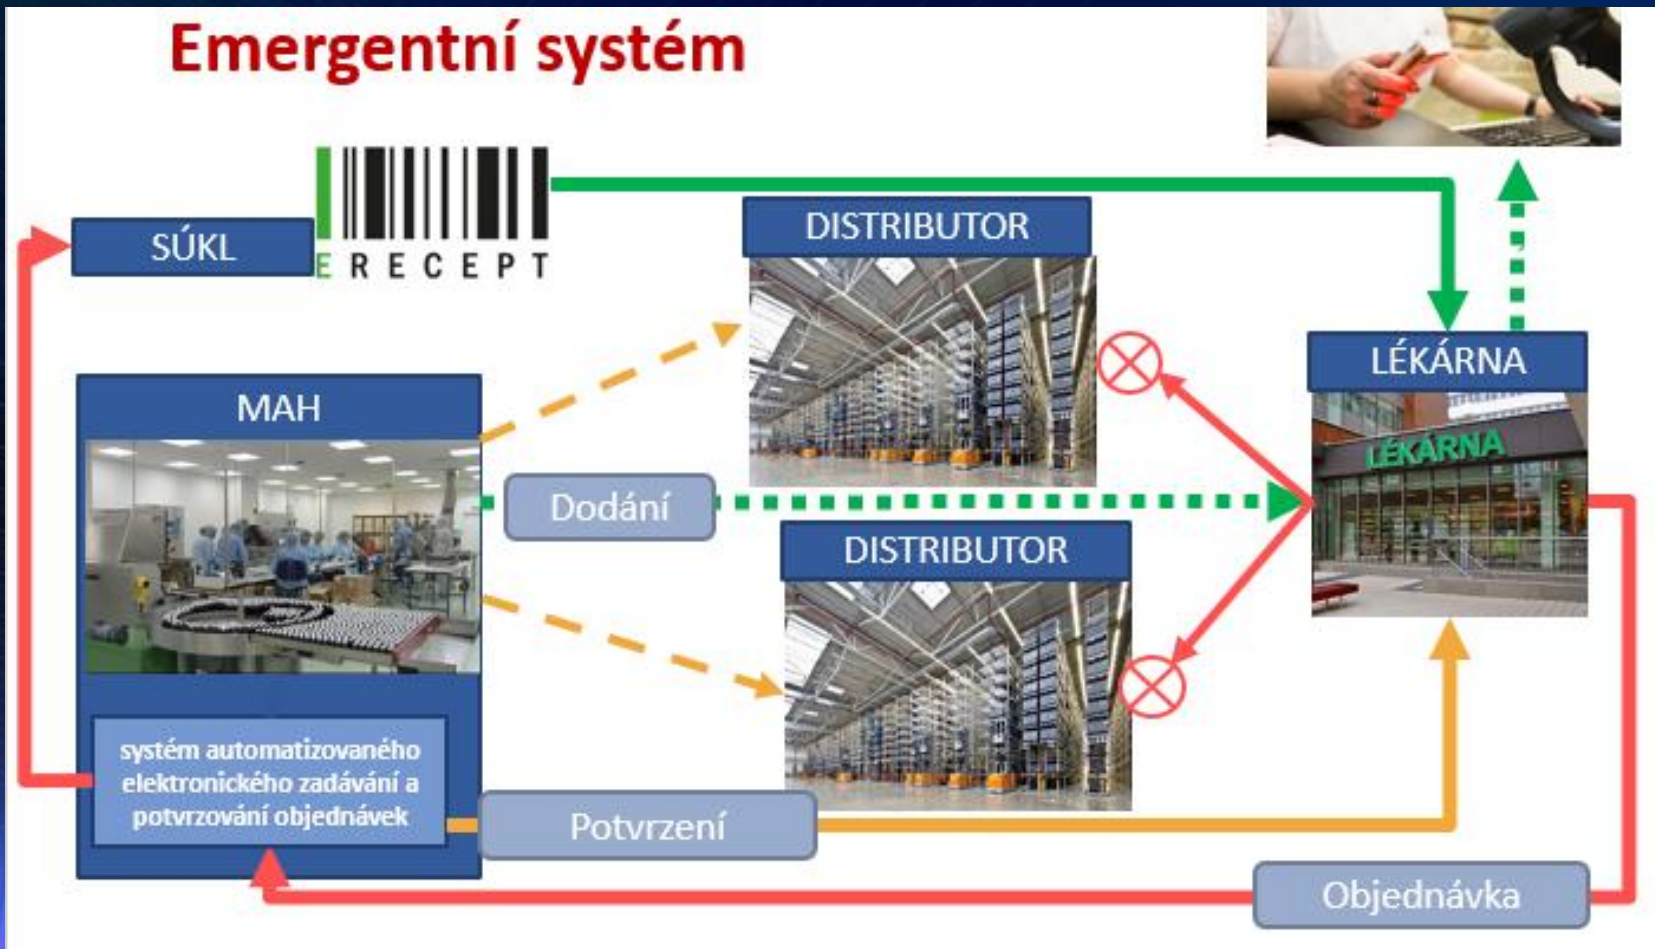 Emergentní systém
SÚKL
ERECEPT
DISTRIBUTOR
LÉKÁRNA
LÉKÁRNA
MAH
Dodání
DISTRIBUTOR
systém automatizovaného
elektronického zadávání a
potvrzování objednávek
Potvrzení
Objednávka